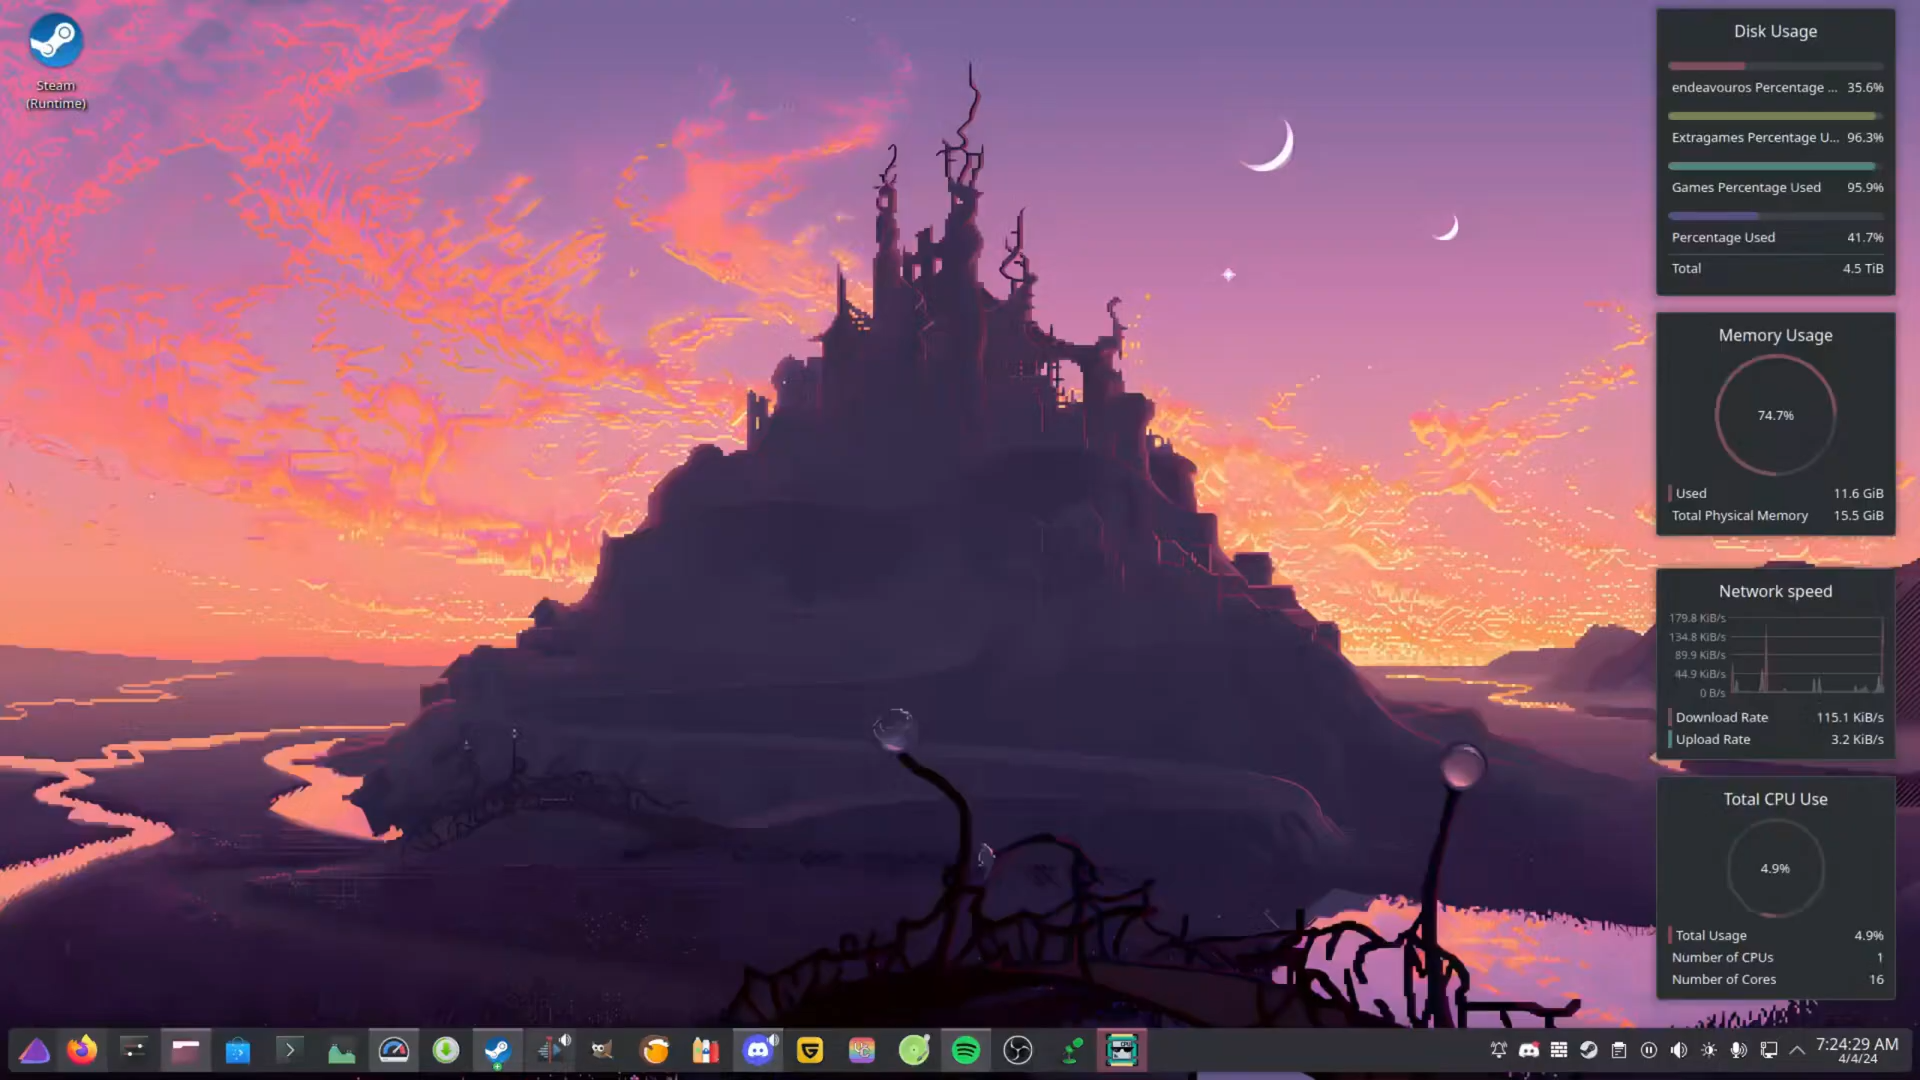 Steam
(Runtime)
Disk Usage
endeavouros Percentage ... 35.6%
Extragames Percentage U... 96.3%
Games Percentage Used 95.9%
Percentage Used 41.7%
Total 4.5 TiB
Memory Usage
74.7%
Used 11.6 GiB
Total Physical Memory 15.5 GiB
Network speed
179.8 KiB/s
134.8 KiB/s
89.9 KiB/s
44.9 KiB/s
0 B/s
Download Rate 115.1 KiB/s
Upload Rate 3.2 KiB/s
Total CPU Use
4.9%
Total Usage 4.9%
Number of CPUs 1
Number of Cores 16
7:24:29 AM
4/4/24